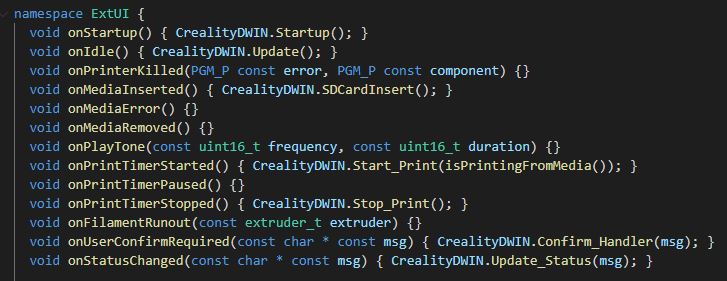 namespace ExtUI {
void onStartup() { CrealityDWIN.Startup(); }
void onIdle() { CrealityDWIN.Update(); }
void onPrinterKilled(PGM_P const error, PGM_P const component) {}
void onMediaInserted() { CrealityDWIN.SDCardInsert(); }
void onMediaError() {}
void onMediaRemoved() {}
void onPlayTone(const uint16_t frequency, const uint16_t duration) {}
void onPrintTimerStarted() { CrealityDWIN.Start_Print(isPrintingFromMedia()); }
void onPrintTimerPaused() {}
void onPrintTimerStopped() { CrealityDWIN.Stop_Print(); }
void onFilamentRunout(const extruder_t extruder) {}
void onUserConfirmRequired(const char * const msg) { CrealityDWIN.Confirm_Handler(msg); }
void onStatusChanged(const char * const msg) { CrealityDWIN.Update_Status(msg); }